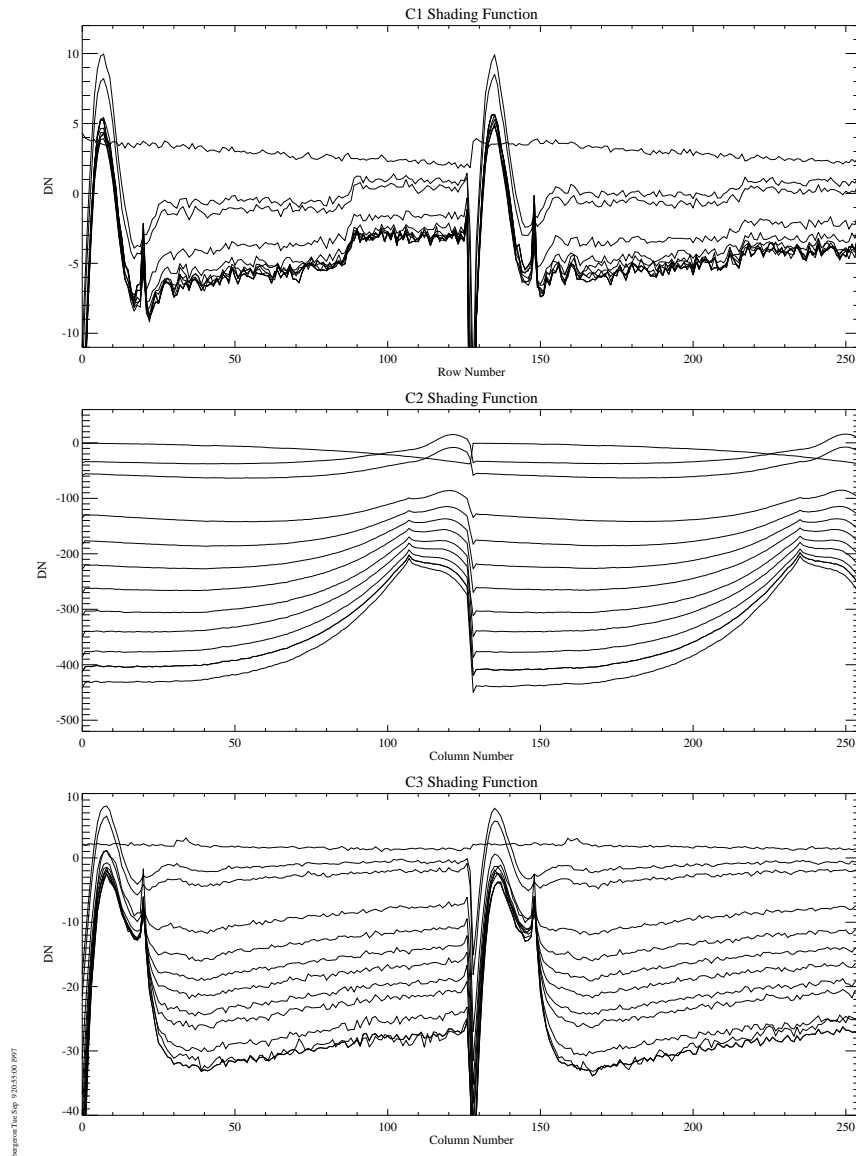 C1 Shading Function
10
5
0
-5
-10
DN
0 50 100 150 200 250
Row Number
C2 Shading Function
0
-100
-200
-300
-400
-500
DN
0 50 100 150 200 250
Column Number
C3 Shading Function
10
0
-10
-20
-30
-40
DN
0 50 100 150 200 250
Column Number
bergeron Tue Sep 9 20:55:00 1997